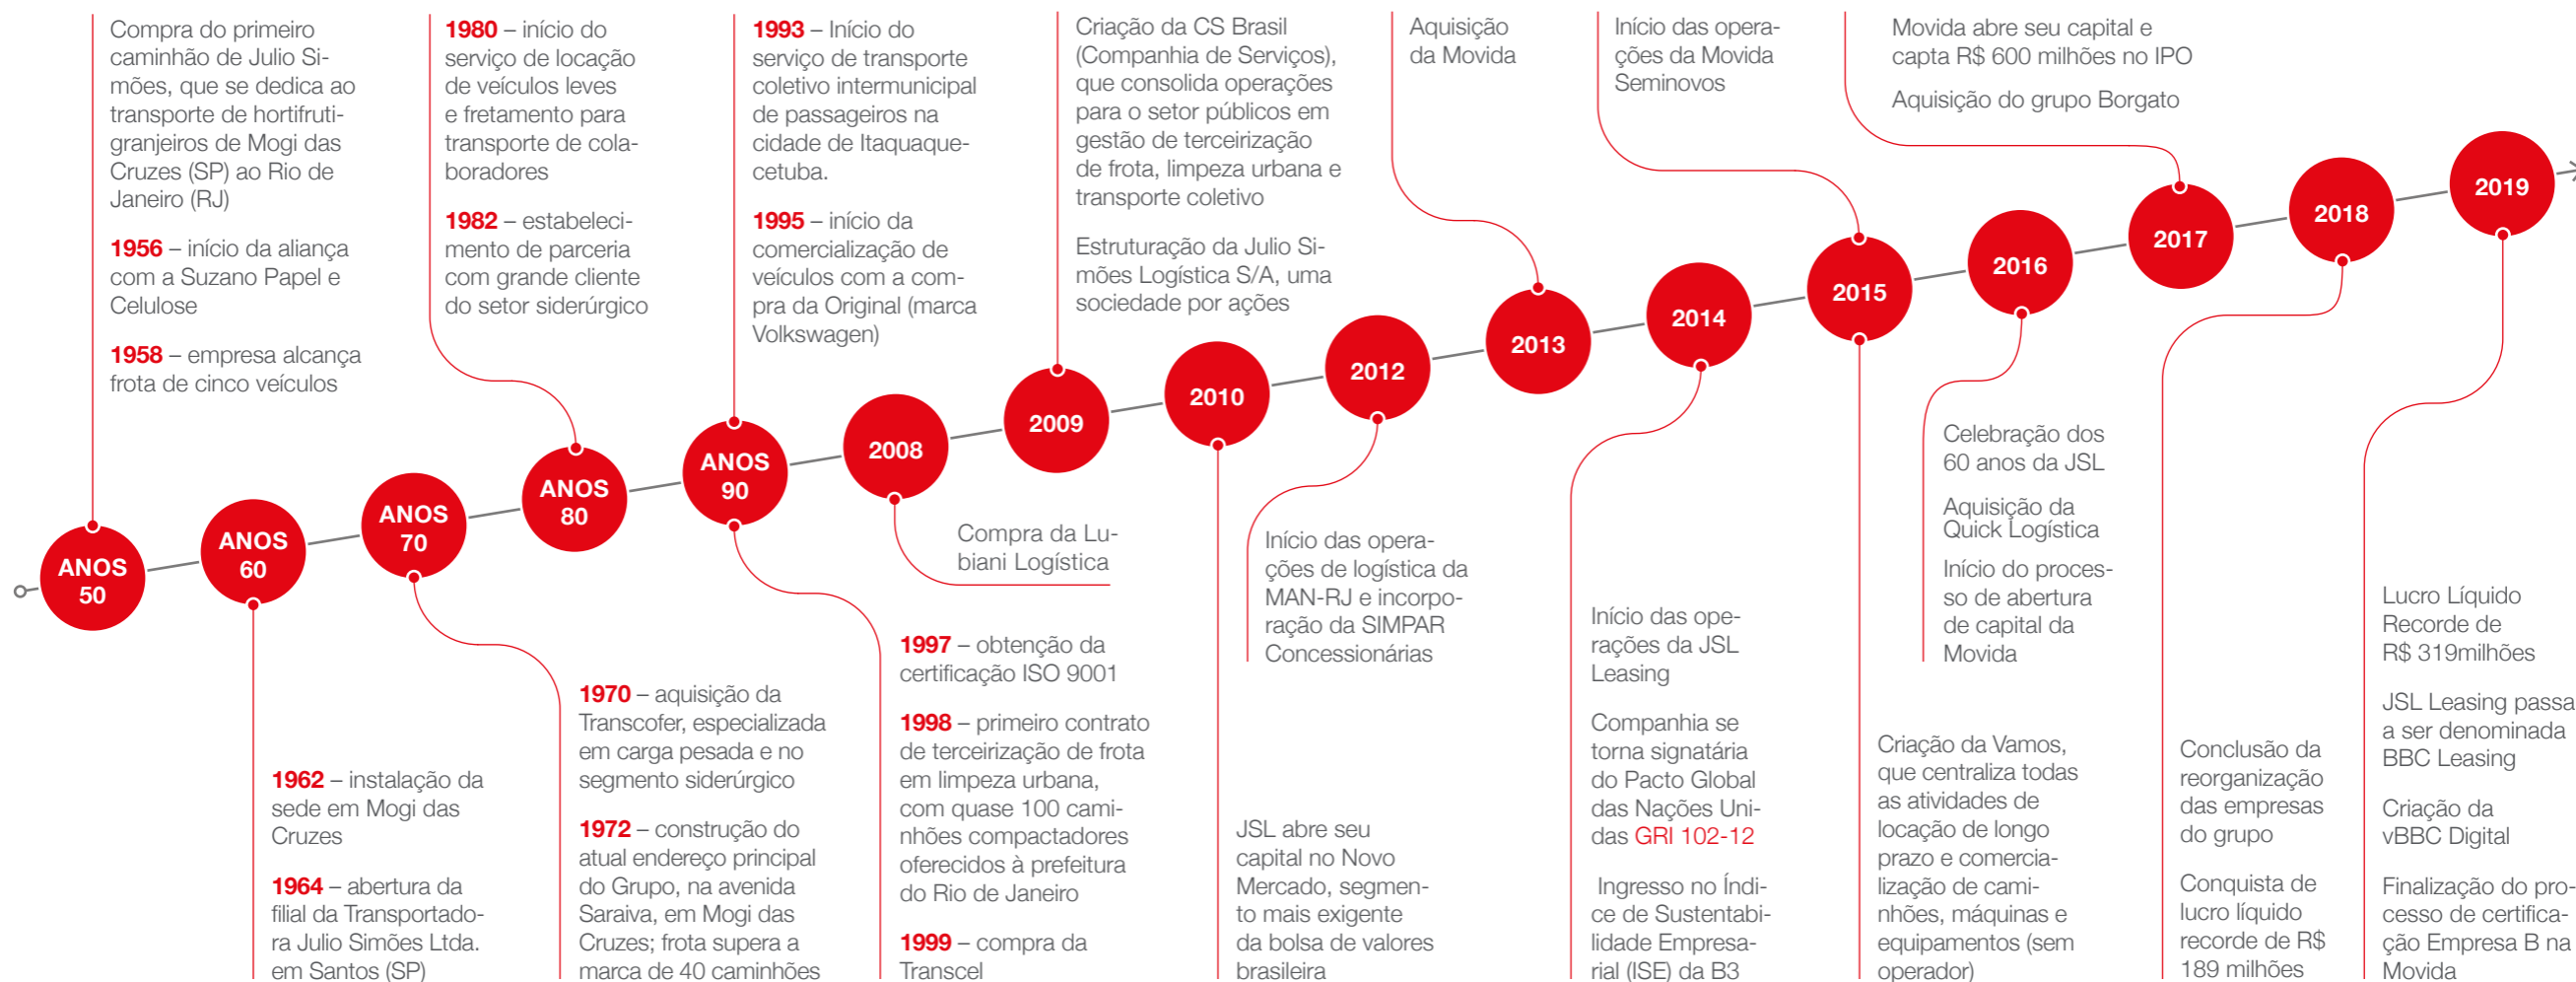 Compra do primeiro
caminhão de Julio Si-
mões, que se dedica ao
transporte de hortifruti-
granjeiros de Mogi das
Cruzes (SP) ao Rio de
Janeiro (RJ)
1956 – início da aliança
com a Suzano Papel e
Celulose
1958 – empresa alcança
frota de cinco veículos
ANOS
50
ANOS
60
1962 – instalação da
sede em Mogi das
Cruzes
1964 – abertura da
filial da Transportado-
ra Julio Simões Ltda.
em Santos (SP)
ANOS
70
1970 – aquisição da
Transcofer, especializada
em carga pesada e no
segmento siderúrgico
1972 – construção do
atual endereço principal
do Grupo, na avenida
Saraiva, em Mogi das
Cruzes; frota supera a
marca de 40 caminhões
1980 – início do
serviço de locação
de veículos leves
e fretamento para
transporte de cola-
boradores
1982 – estabeleci-
mento de parceria
com grande cliente
do setor siderúrgico
ANOS
80
1993 – Início do
serviço de transporte
coletivo intermunicipal
de passageiros na
cidade de Itaquaque-
cetuba.
1995 – início da
comercialização de
veículos com a com-
pra da Original (marca
Volkswagen)
ANOS
90
1997 – obtenção da
certificação ISO 9001
1998 – primeiro contrato
de terceirização de frota
em limpeza urbana,
com quase 100 cami-
nhões compactadores
oferecidos à prefeitura
do Rio de Janeiro
1999 – compra da
Transcel
2008
Compra da Lu-
biani Logística
Criação da CS Brasil
(Companhia de Serviços),
que consolida operações
para o setor públicos em
gestão de terceirização
de frota, limpeza urbana e
transporte coletivo
Estruturação da Julio Si-
mões Logística S/A, uma
sociedade por ações
2009
2010
JSL abre seu
capital no Novo
Mercado, segmen-
to mais exigente
da bolsa de valores
brasileira
2012
Início das opera-
ções de logística da
MAN-RJ e incorpo-
ração da SIMPAR
Concessionárias
Aquisição
da Movida
2013
2014
Início das ope-
rações da JSL
Leasing
Companhia se
torna signatária
do Pacto Global
das Nações Uni-
das GRI 102-12
Ingresso no Índi-
ce de Sustentabi-
lidade Empresa-
rial (ISE) da B3
Início das opera-
ções da Movida
Seminovos
2015
Criação da Vamos,
que centraliza todas
as atividades de
locação de longo
prazo e comercia-
lização de cami-
nhões, máquinas e
equipamentos (sem
operador)
2016
Celebração dos
60 anos da JSL
Aquisição da
Quick Logística
Início do proces-
so de abertura
de capital da
Movida
Movida abre seu capital e
capta R$ 600 milhões no IPO
Aquisição do grupo Borgato
2017
2018
Conclusão da
reorganização
das empresas
do grupo
Conquista de
lucro líquido
recorde de R$
189 milhões
2019
Lucro Líquido
Recorde de
R$ 319milhões
JSL Leasing passa
a ser denominada
BBC Leasing
Criação da
vBBC Digital
Finalização do pro-
cesso de certifica-
ção Empresa B na
Movida